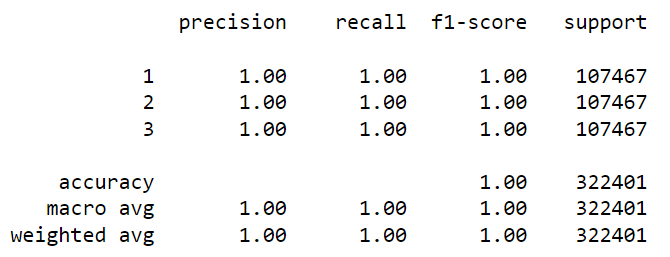 precision recall f1-score support
1 1.00 1.00 1.00 107467
2 1.00 1.00 1.00 107467
3 1.00 1.00 1.00 107467
accuracy 1.00 322401
macro avg 1.00 1.00 1.00 322401
weighted avg 1.00 1.00 1.00 322401